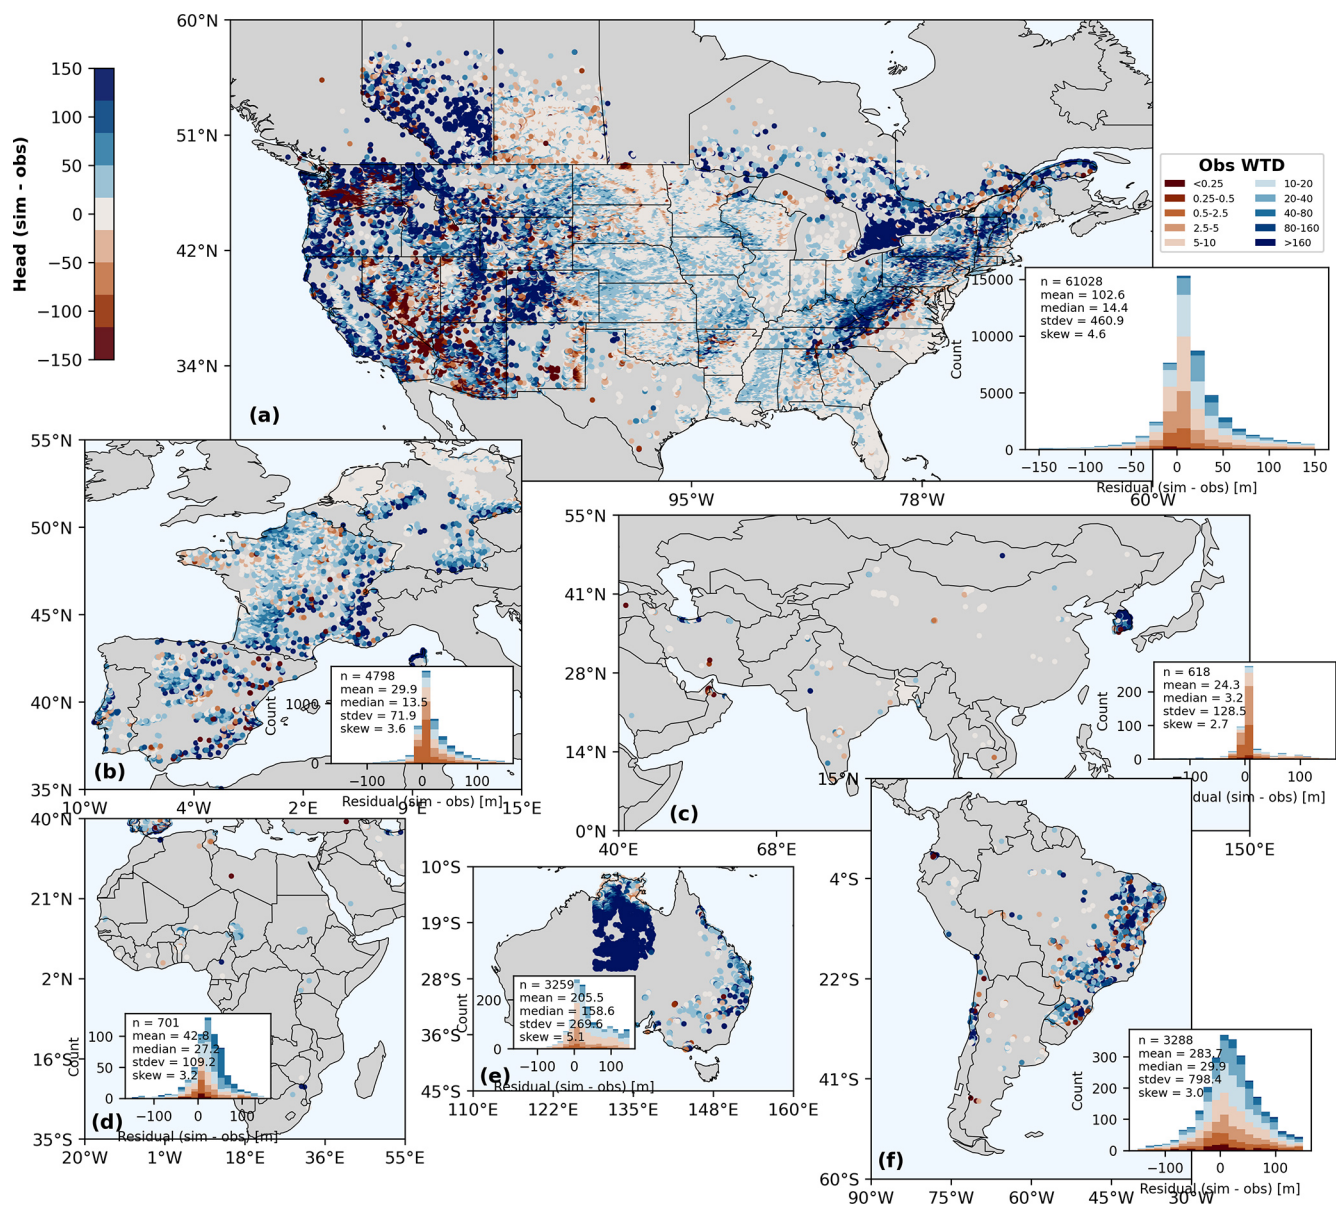 60°N
51°N
42°N
34°N
95°W
78°W
60°W
(a)
Head (sim - obs)
150
100
50
0
−50
−100
−150
Obs WTD
<0.25
0.25-0.5
0.5-2.5
2.5-5
5-10
10-20
20-40
40-80
80-160
>160
n = 61028
mean = 102.6
median = 14.4
stdev = 460.9
skew = 4.6
Count
15000
10000
5000
0
−150
−100
−50
0
50
100
150
Residual (sim - obs) [m]
55°N
50°N
45°N
40°N
35°N
10°W
4°W
2°E
9°E
15°E
(b)
n = 4798
mean = 29.9
median = 13.5
stdev = 71.9
skew = 3.6
Count
1000
0
−100
0
100
Residual (sim - obs) [m]
55°N
41°N
28°N
14°N
0°N
40°E
68°E
150°E
(c)
n = 618
mean = 24.3
median = 3.2
stdev = 128.5
skew = 2.7
Count
200
100
0
−100
0
100
dual (sim - obs) [m]
40°N
21°N
2°N
16°S
35°S
20°W
1°W
18°E
36°E
55°E
(d)
n = 701
mean = 42.8
median = 27.2
stdev = 109.2
skew = 3.2
Count
100
50
0
−100
0
100
Residual (sim - obs) [m]
10°S
19°S
28°S
36°S
45°S
110°E
122°E
135°E
148°E
160°E
(e)
n = 3259
mean = 205.5
median = 158.6
stdev = 269.6
skew = 5.1
Count
200
0
−100
0
100
Residual (sim - obs) [m]
15°N
4°S
22°S
41°S
60°S
90°W
75°W
60°W
45°W
30°W
(f)
n = 3288
mean = 283.7
median = 29.9
stdev = 798.4
skew = 3.0
Count
300
200
100
0
−100
0
100
Residual (sim - obs) [m]